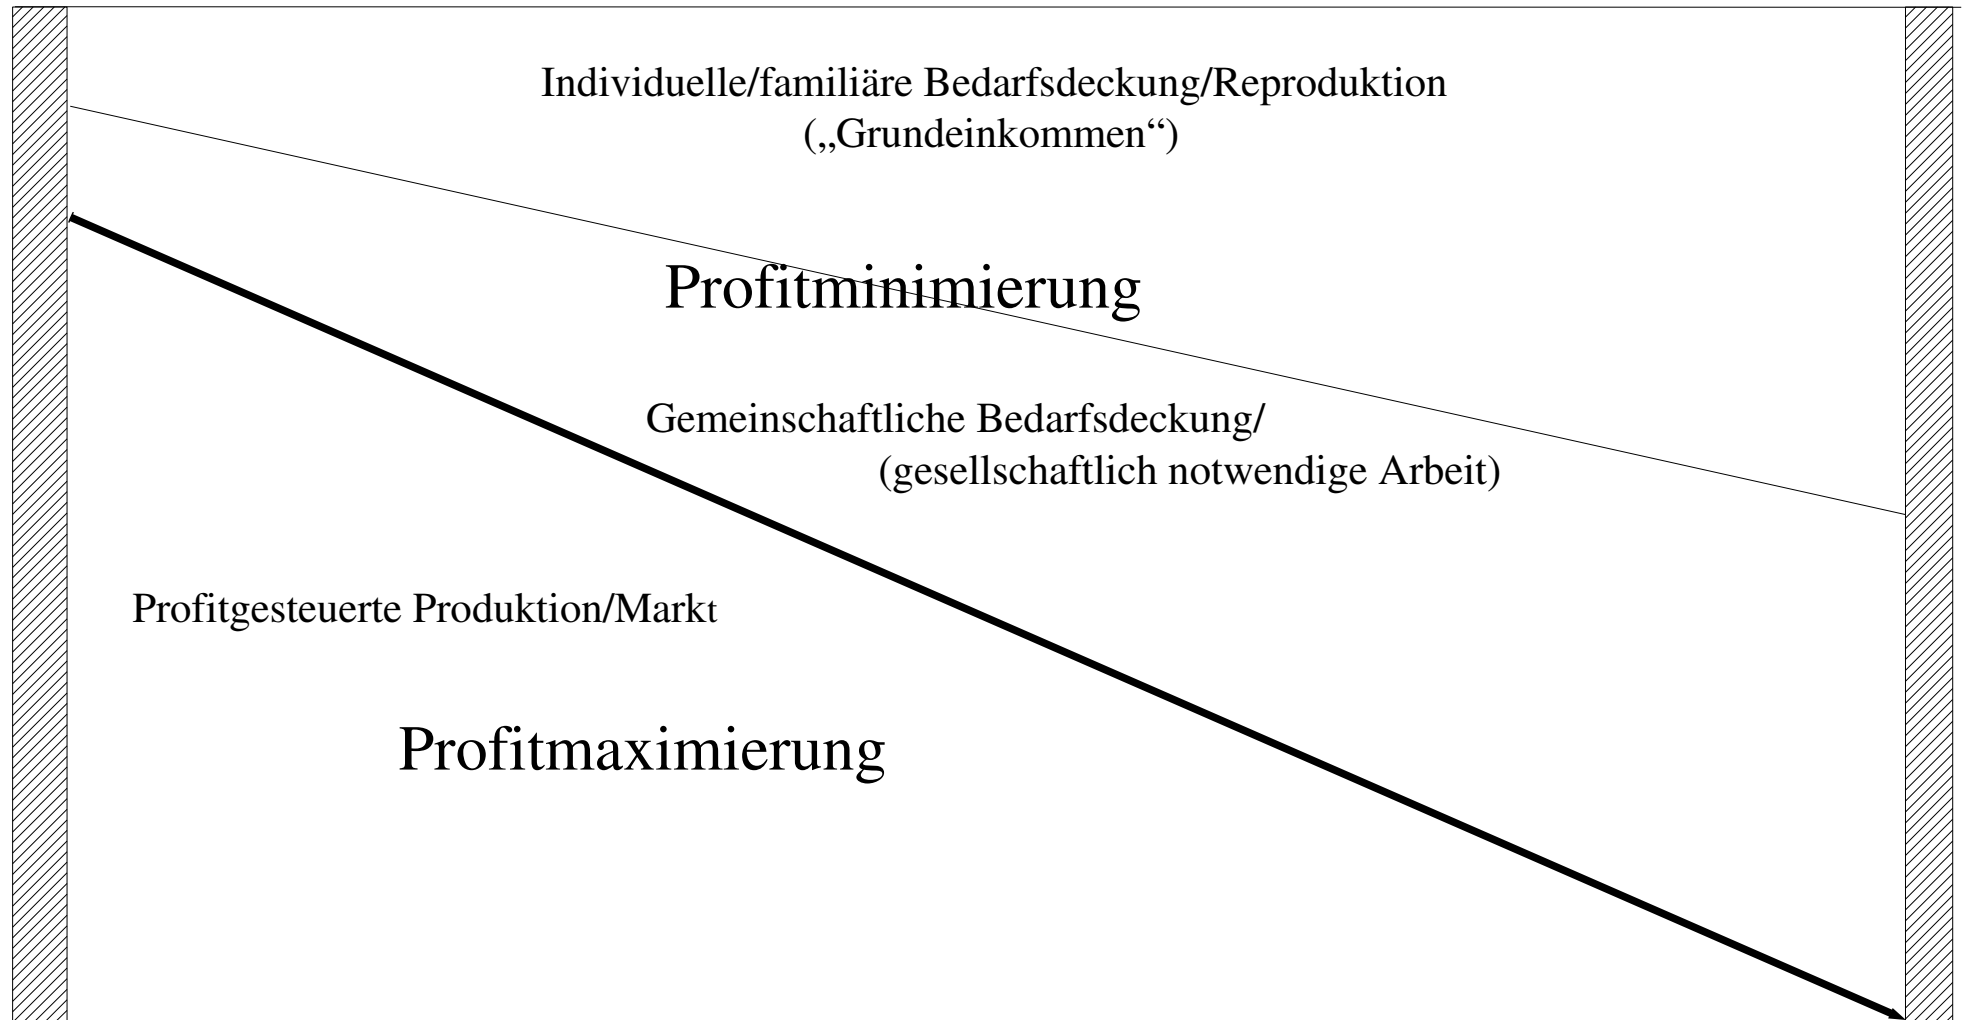 Individuelle/familiäre Bedarfsdeckung/Reproduktion
(„Grundeinkommen“)
Profitminimierung
Gemeinschaftliche Bedarfsdeckung/
(gesellschaftlich notwendige Arbeit)
Profitgesteuerte Produktion/Markt
Profitmaximierung